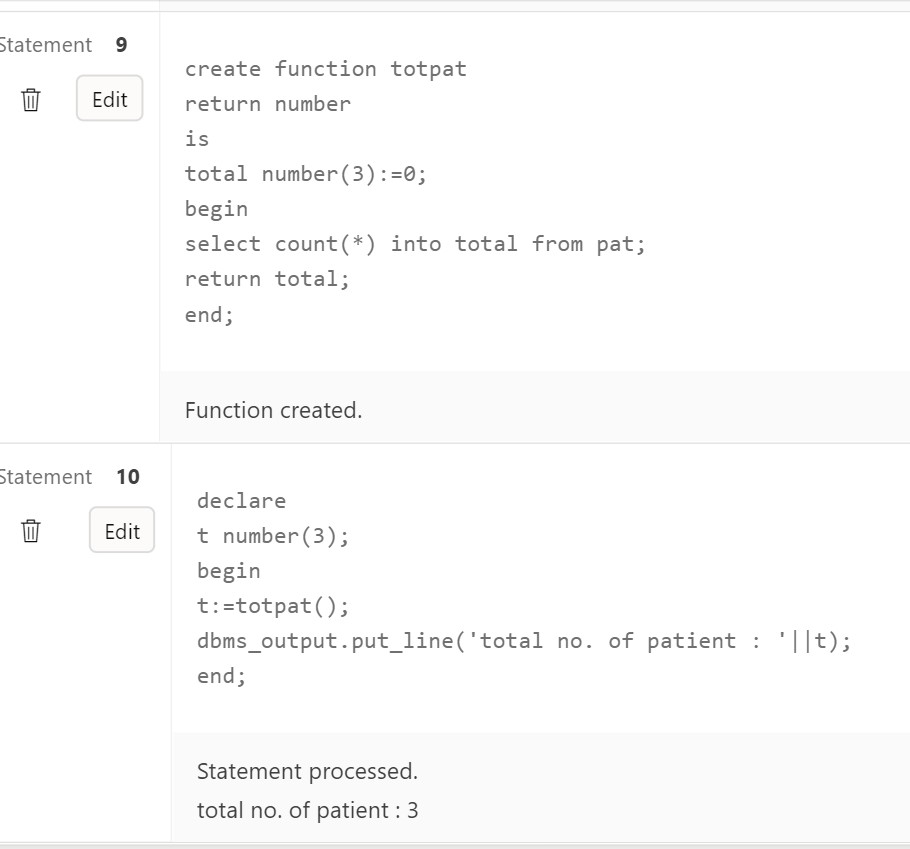 Statement 9
Edit
create function totpat
return number
is
total number(3):=0;
begin
select count(*) into total from pat;
return total;
end;
Function created.
Statement 10
Edit
declare
t number(3);
begin
t:=totpat();
dbms_output.put_line('total no. of patient : '||t);
end;
Statement processed.
total no. of patient : 3